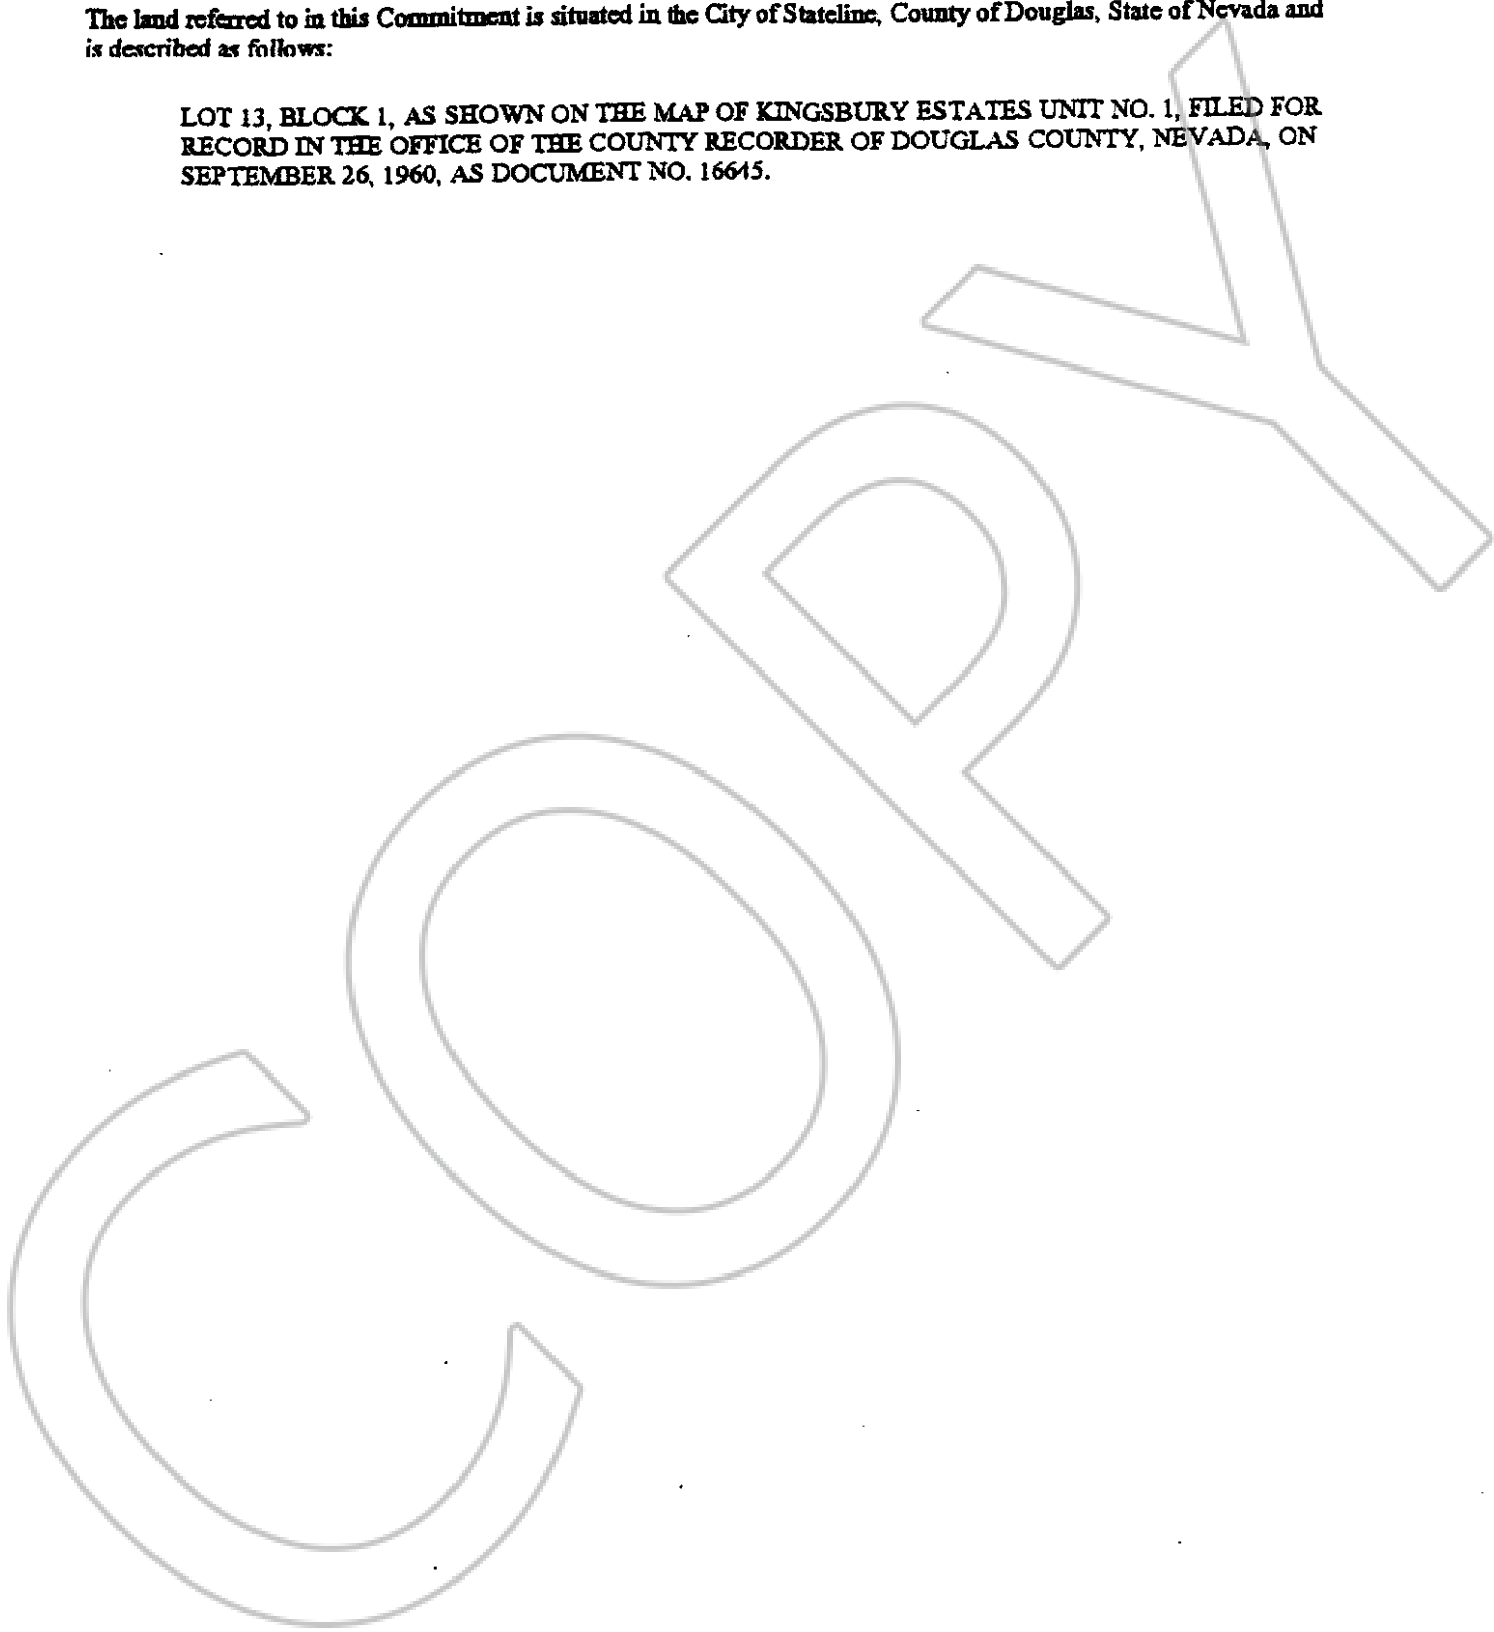 The land referred to in this Commitment is situated in the City of Stateline, County of Douglas, State of Nevada and
is described as follows:
LOT 13, BLOCK 1, AS SHOWN ON THE MAP OF KINGSBURY ESTATES UNIT NO. 1, FILED FOR
RECORD IN THE OFFICE OF THE COUNTY RECORDER OF DOUGLAS COUNTY, NEVADA, ON
SEPTEMBER 26, 1960, AS DOCUMENT NO. 16645.
COPY